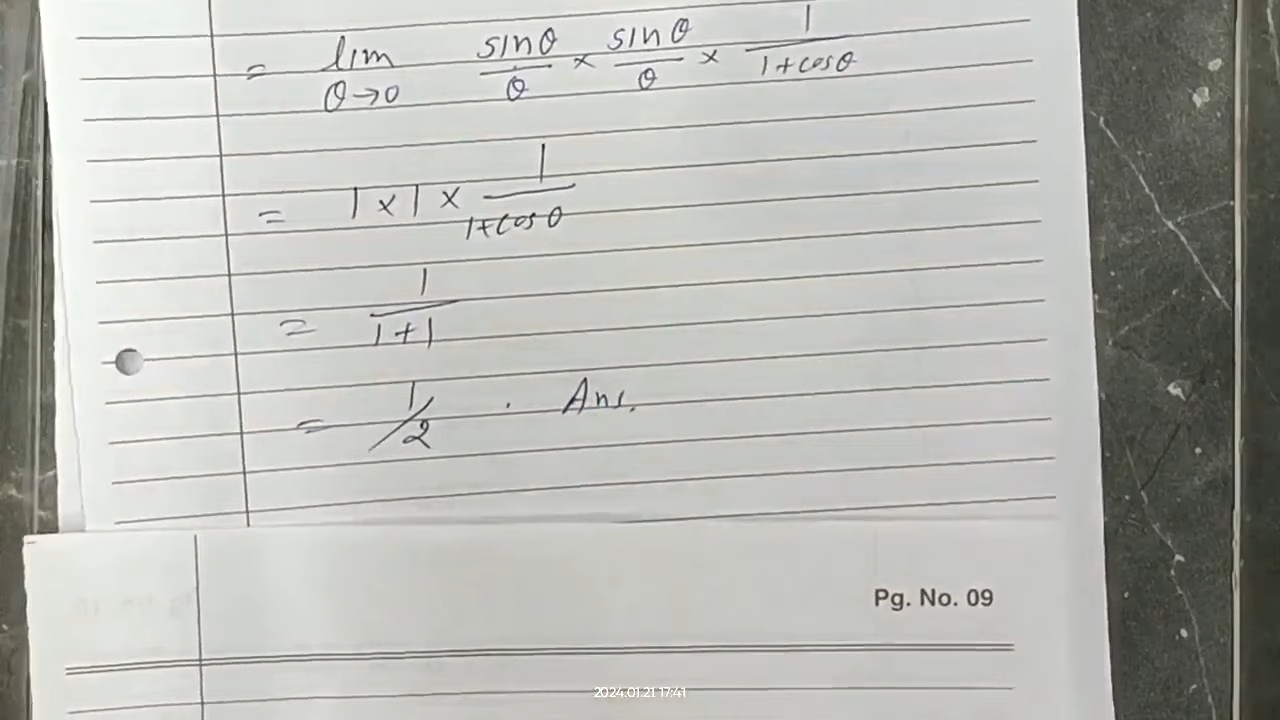 = lim θ→0 sinθ/θ × sinθ/θ × 1/1+cosθ
= 1 × 1 × 1/1+cosθ
= 1/1+1
= 1/2 . Ans.
Pg. No. 09
2024.01.21 17:41